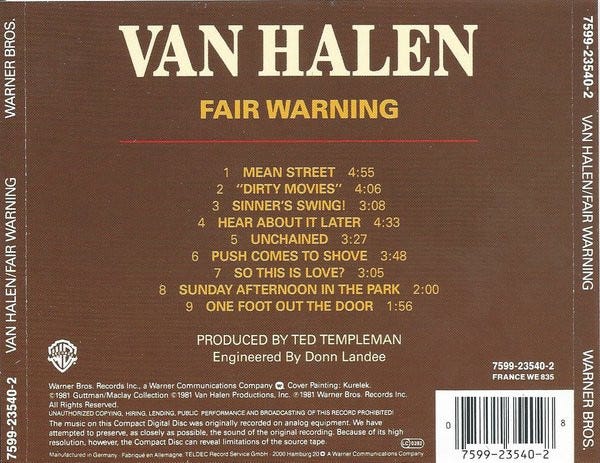 VAN HALEN
FAIR WARNING
1 MEAN STREET 4:55
2 "DIRTY MOVIES" 4:06
3 SINNER'S SWING! 3:08
4 HEAR ABOUT IT LATER 4:33
5 UNCHAINED 3:27
6 PUSH COMES TO SHOVE 3:48
7 SO THIS IS LOVE? 3:05
8 SUNDAY AFTERNOON IN THE PARK 2:00
9 ONE FOOT OUT THE DOOR 1:56
PRODUCED BY TED TEMPLEMAN
Engineered By Donn Landee
Warner Bros. Records Inc., a Warner Communications Company Cover Painting: Kurelek.
©1981 Guttman/Maclay Collection ©1981 Van Halen Productions, Inc. ℗1981 Warner Bros. Records Inc.
All Rights Reserved.
UNAUTHORIZED COPYING, HIRING, LENDING, PUBLIC PERFORMANCE AND BROADCASTING OF THIS RECORD PROHIBITED!
The music on this Compact Digital Disc was originally recorded on analog equipment. We have
attempted to preserve, as closely as possible, the sound of the original recording. Because of its high
resolution, however, the Compact Disc can reveal limitations of the source tape.
Manufactured in Germany · Fabriqué en Allemagne: TELDEC Record Service GmbH · 2000 Hamburg 20 LC 0392
7599-23540-2
FRANCE WE 835
0 8
7599-23540-2
7599-23540-2 VAN HALEN/FAIR WARNING WARNER BROS.
7599-23540-2 VAN HALEN/FAIR WARNING WARNER BROS.